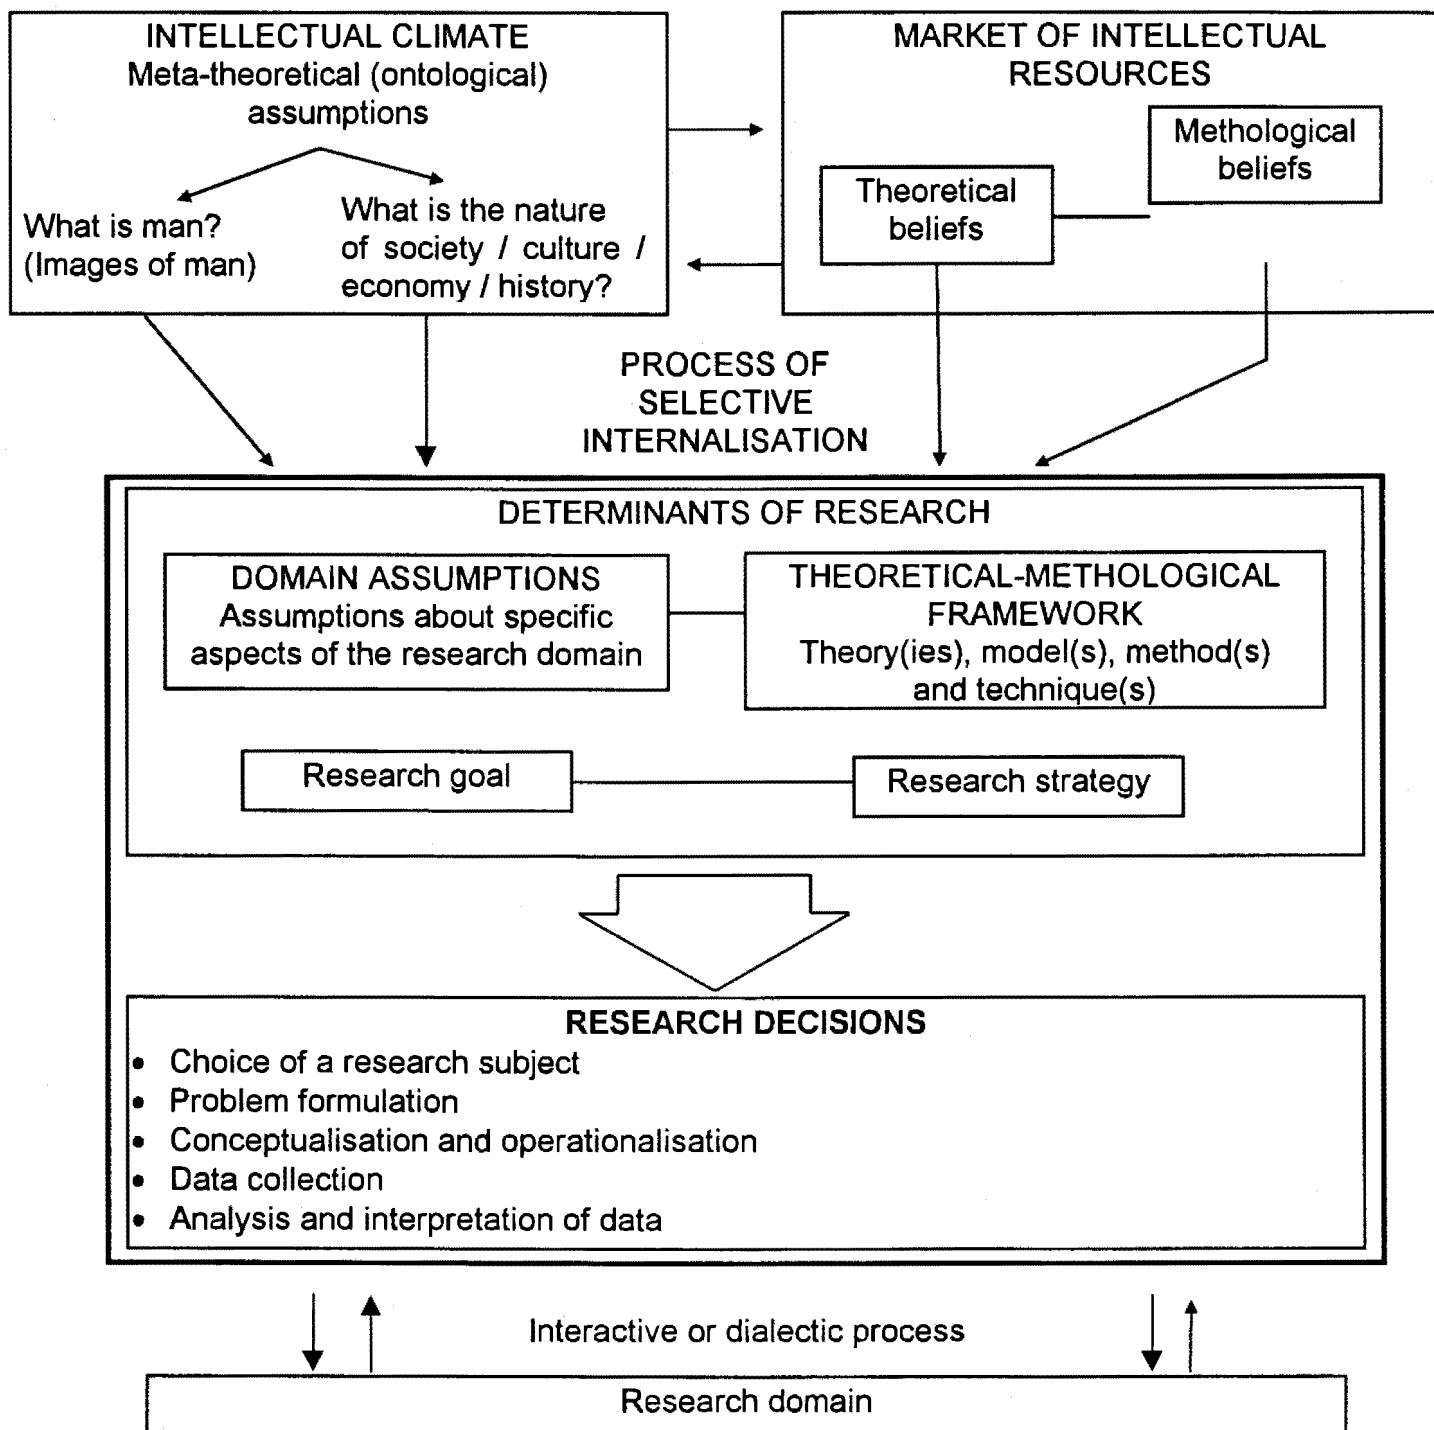 INTELLECTUAL CLIMATE
Meta-theoretical (ontological)
assumptions
What is man?
(Images of man)
What is the nature
of society / culture /
economy / history?
MARKET OF INTELLECTUAL
RESOURCES
Methological
beliefs
Theoretical
beliefs
PROCESS OF
SELECTIVE
INTERNALISATION
DETERMINANTS OF RESEARCH
DOMAIN ASSUMPTIONS
Assumptions about specific
aspects of the research domain
THEORETICAL-METHOLOGICAL
FRAMEWORK
Theory(ies), model(s), method(s)
and technique(s)
Research goal
Research strategy
RESEARCH DECISIONS
• Choice of a research subject
• Problem formulation
• Conceptualisation and operationalisation
• Data collection
• Analysis and interpretation of data
Interactive or dialectic process
Research domain